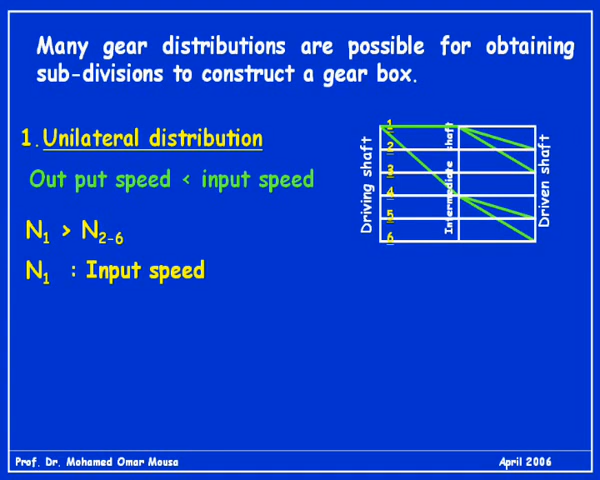 Many gear distributions are possible for obtaining
sub-divisions to construct a gear box.
1. Unilateral distribution
Out put speed < input speed
N1 > N2-6
N1 : Input speed
Driving shaft
1
2
3
4
5
6
Intermediate shaft
Driven shaft
Prof. Dr. Mohamed Omar Mousa
April 2006